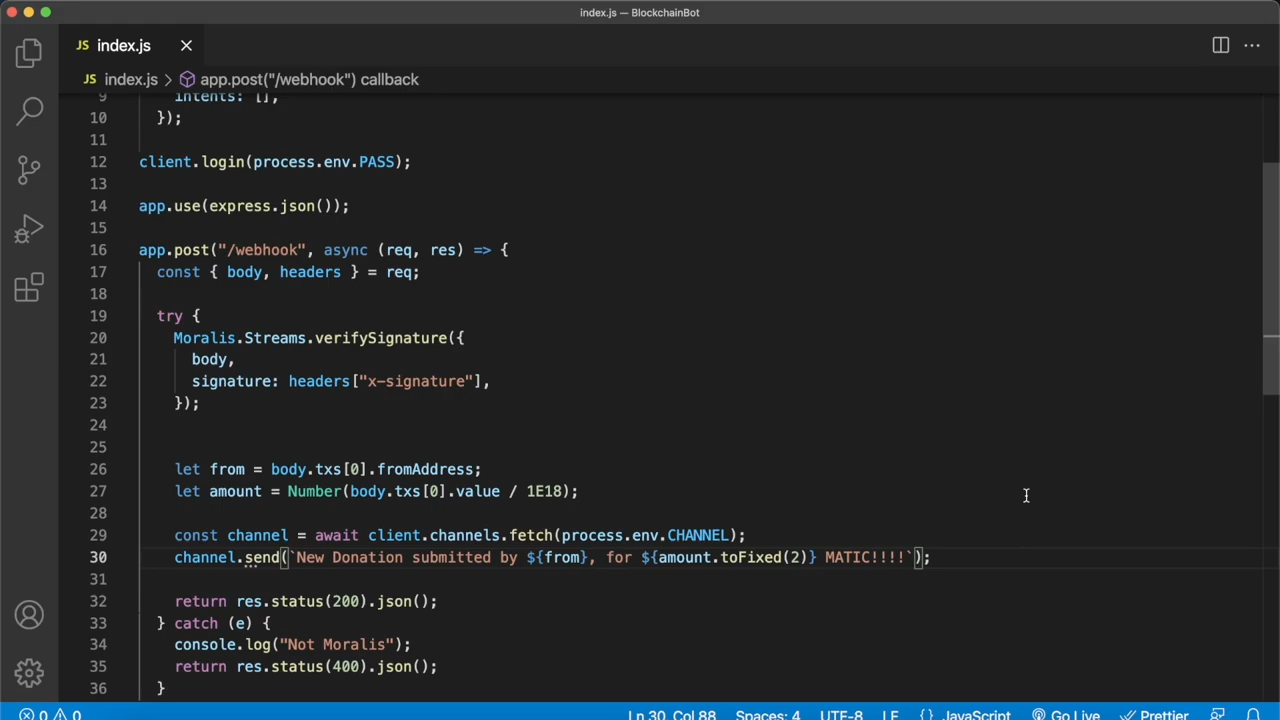 index.js — BlockchainBot
JS index.js
JS index.js > app.post("/webhook") callback
9 intents: [],
10 });
11
12 client.login(process.env.PASS);
13
14 app.use(express.json());
15
16 app.post("/webhook", async (req, res) => {
17 const { body, headers } = req;
18
19 try {
20 Moralis.Streams.verifySignature({
21 body,
22 signature: headers["x-signature"],
23 });
24
25
26 let from = body.txs[0].fromAddress;
27 let amount = Number(body.txs[0].value / 1E18);
28
29 const channel = await client.channels.fetch(process.env.CHANNEL);
30 channel.send(`New Donation submitted by ${from}, for ${amount.toFixed(2)} MATIC!!!!`);
31
32 return res.status(200).json();
33 } catch (e) {
34 console.log("Not Moralis");
35 return res.status(400).json();
36 }
0 0 Ln 30, Col 88 Spaces: 4 UTF-8 LF {} JavaScript Go Live Prettier